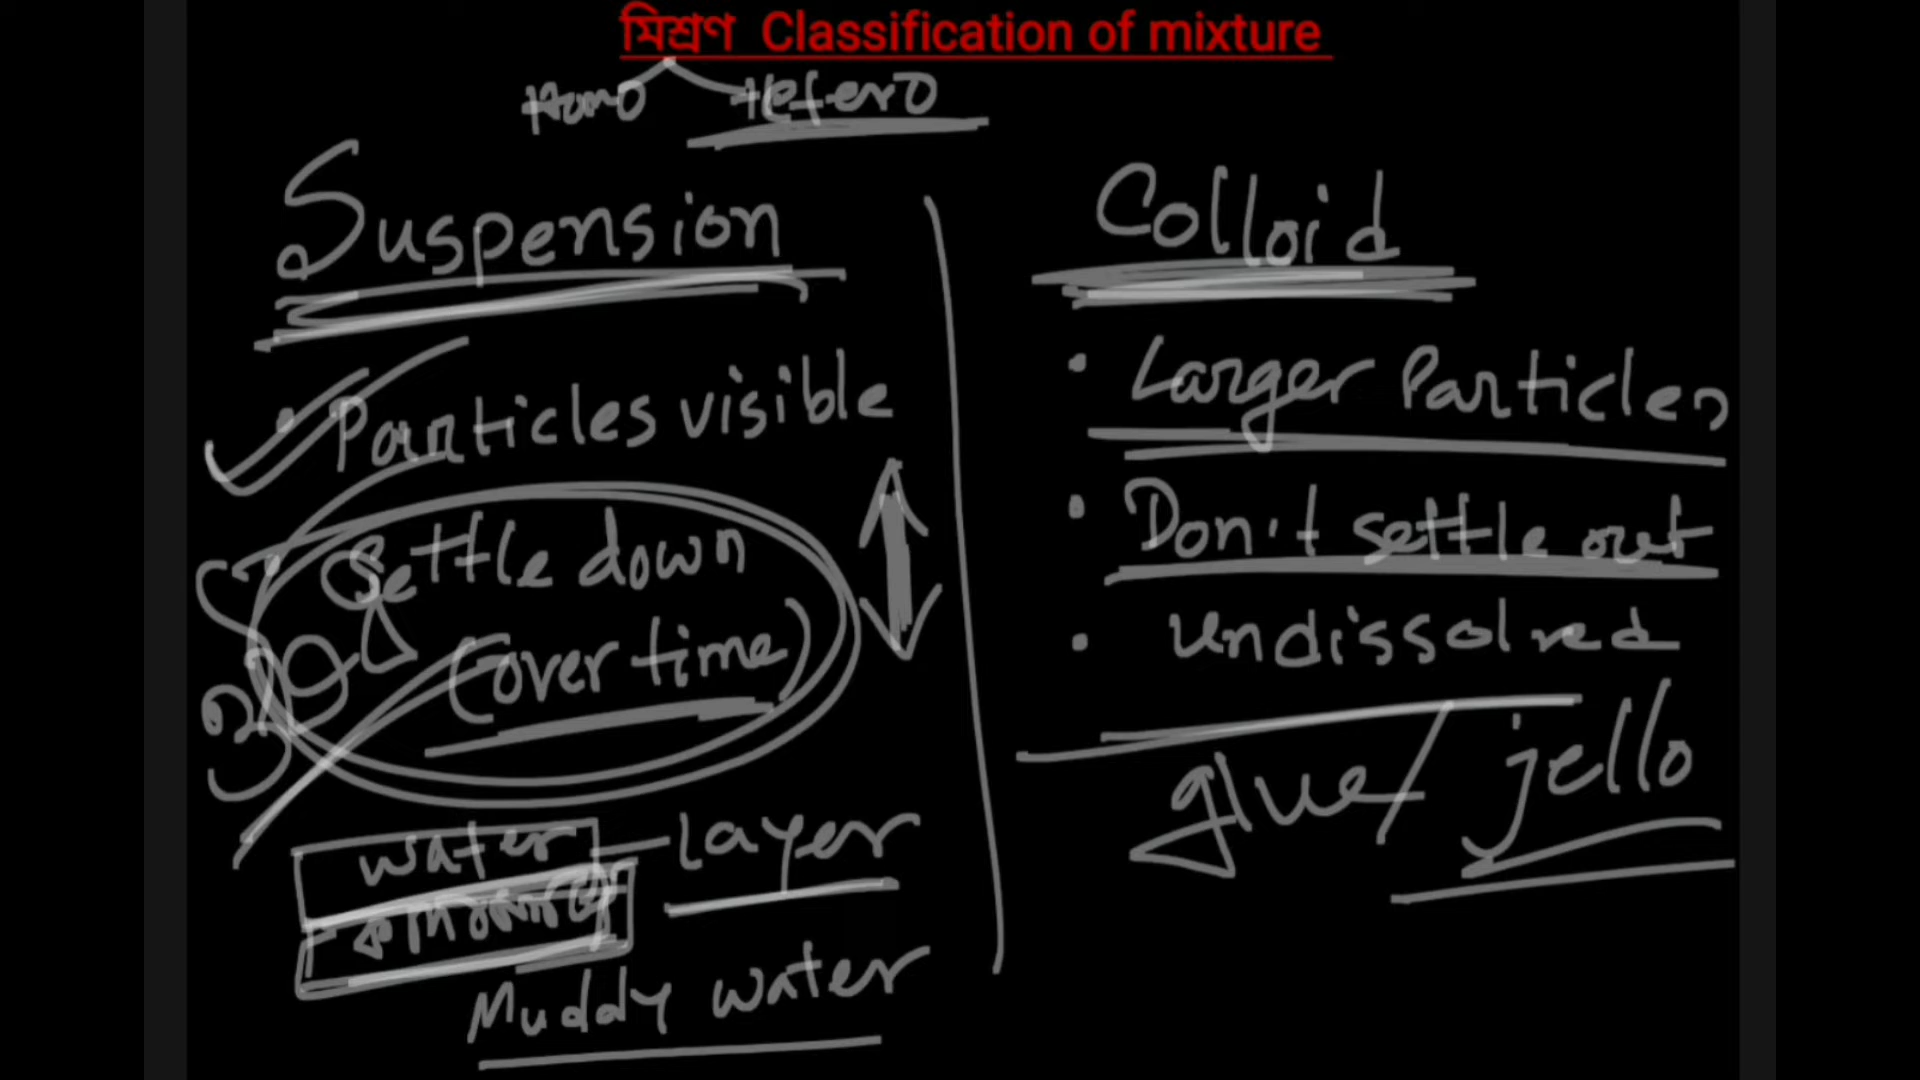 মিশ্রণ Classification of mixture
Homo Hetero
Suspension
• Particles visible
Settle down
(over time)
water - layer
Muddy water
Colloid
• Larger Particles
• Don't settle out
• undissolved
glue/jello